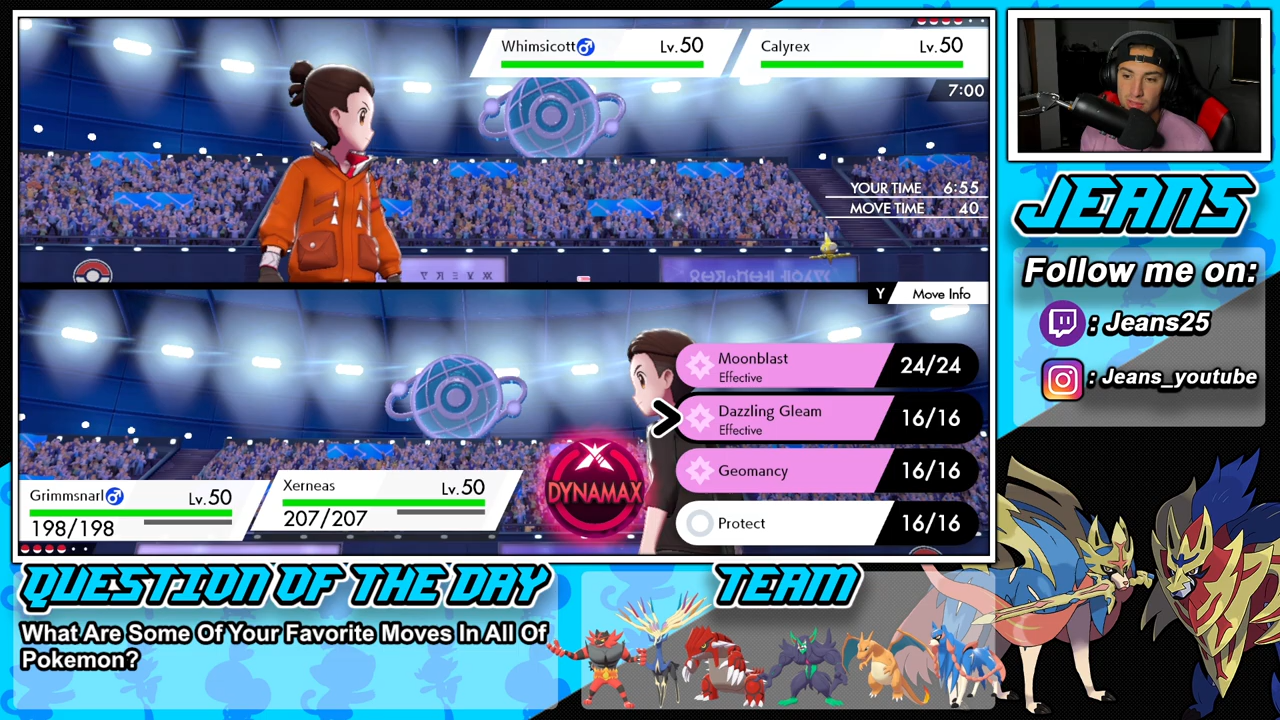 Whimsicott♂ Lv.50
Calyrex Lv.50
7:00
YOUR TIME 6:55
MOVE TIME 40
Y Move Info
Moonblast 24/24
Effective
Dazzling Gleam 16/16
Effective
Geomancy 16/16
Protect 16/16
DYNAMAX
Grimmsnarl♂ Lv.50
198/198
Xerneas Lv.50
207/207
JEANS
Follow me on:
: Jeans25
: Jeans_youtube
QUESTION OF THE DAY
What Are Some Of Your Favorite Moves In All Of
Pokemon?
TEAM